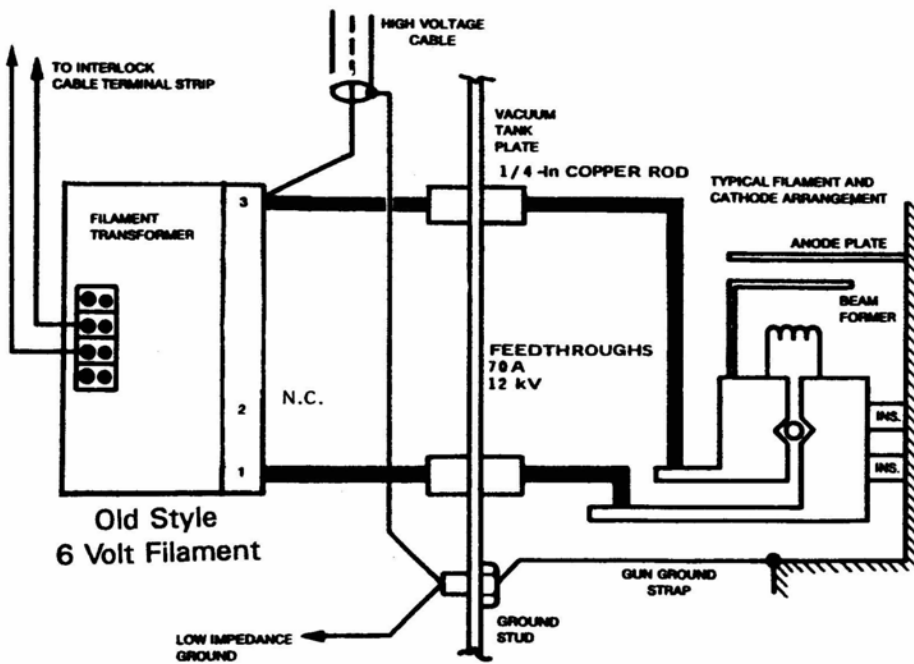 HIGH VOLTAGE
CABLE
TO INTERLOCK
CABLE TERMINAL STRIP
VACUUM
TANK
PLATE
1/4-In COPPER ROD
TYPICAL FILAMENT AND
CATHODE ARRANGEMENT
3
FILAMENT
TRANSFORMER
ANODE PLATE
BEAM
FORMER
FEEDTHROUGHS
70A
12 kV
N.C.
2
INS.
INS.
1
Old Style
6 Volt Filament
GUN GROUND
STRAP
GROUND
STUD
LOW IMPEDANCE
GROUND